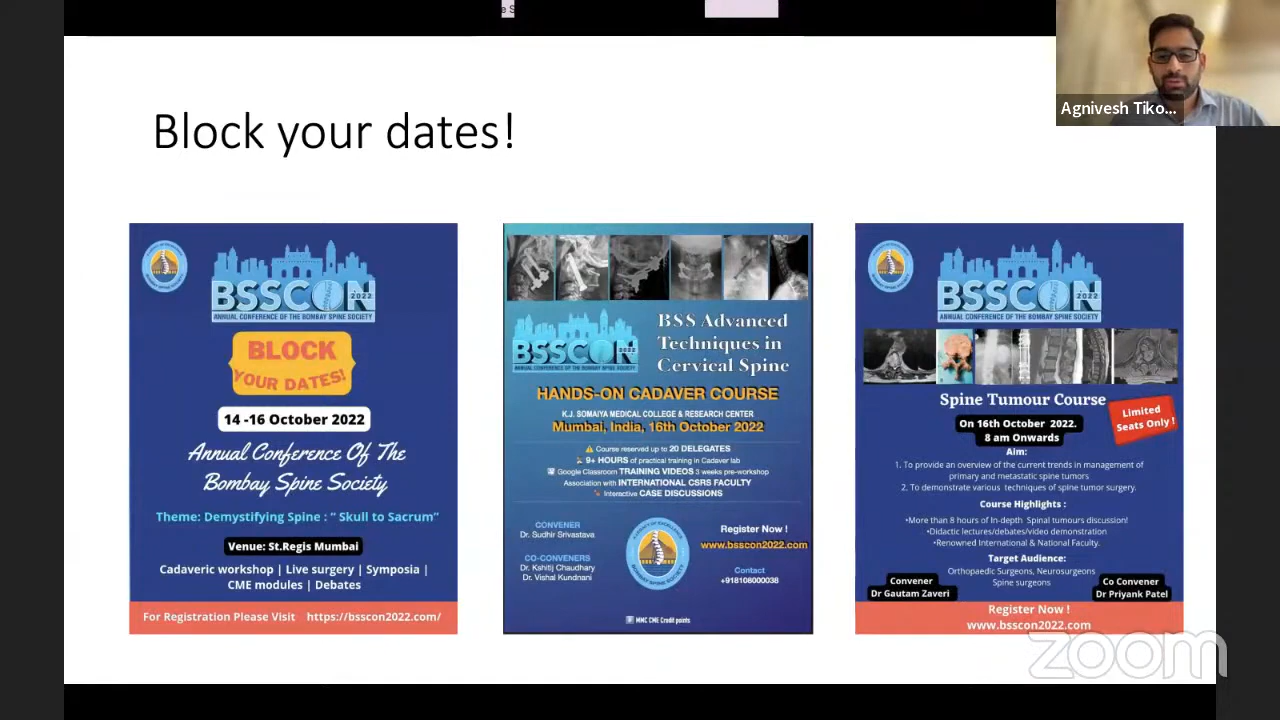 Agnivesh Tiko...
Block your dates!
BSSCON
2022
ANNUAL CONFERENCE OF THE BOMBAY SPINE SOCIETY
BLOCK
YOUR DATES!
14 -16 October 2022
Annual Conference Of The
Bombay Spine Society
Theme: Demystifying Spine : “ Skull to Sacrum”
Venue: St.Regis Mumbai
Cadaveric workshop | Live surgery | Symposia |
CME modules | Debates
For Registration Please Visit https://bsscon2022.com/
BSSCON
2022
ANNUAL CONFERENCE OF THE BOMBAY SPINE SOCIETY
BSS Advanced
Techniques in
Cervical Spine
HANDS-ON CADAVER COURSE
K.J. SOMAIYA MEDICAL COLLEGE & RESEARCH CENTER
Mumbai, India, 16th October 2022
Course reserved up to 20 DELEGATES
9+ HOURS of practical training in Cadaver lab
Google Classroom TRAINING VIDEOS 3 weeks pre-workshop
Association with INTERNATIONAL CSRS FACULTY
Interactive CASE DISCUSSIONS
CONVENER
Dr. Sudhir Srivastava
CO-CONVENERS
Dr. Kshitij Chaudhary
Dr. Vishal Kundnani
Register Now !
www.bsscon2022.com
Contact
+918108000038
MMC CME Credit points
BSSCON
2022
ANNUAL CONFERENCE OF THE BOMBAY SPINE SOCIETY
Spine Tumour Course
Limited
Seats Only !
On 16th October 2022.
8 am Onwards
Aim:
1. To provide an overview of the current trends in management of
primary and metastatic spine tumors
2. To demonstrate various techniques of spine tumor surgery.
Course Highlights :
•More than 8 hours of In-depth Spinal tumours discussion!
•Didactic lectures/debates/video demonstration
•Renowned International & National Faculty.
Target Audience:
Orthopaedic Surgeons, Neurosurgeons
Spine surgeons
Convener
Dr Gautam Zaveri
Co Convener
Dr Priyank Patel
Register Now !
www.bsscon2022.com
zoom